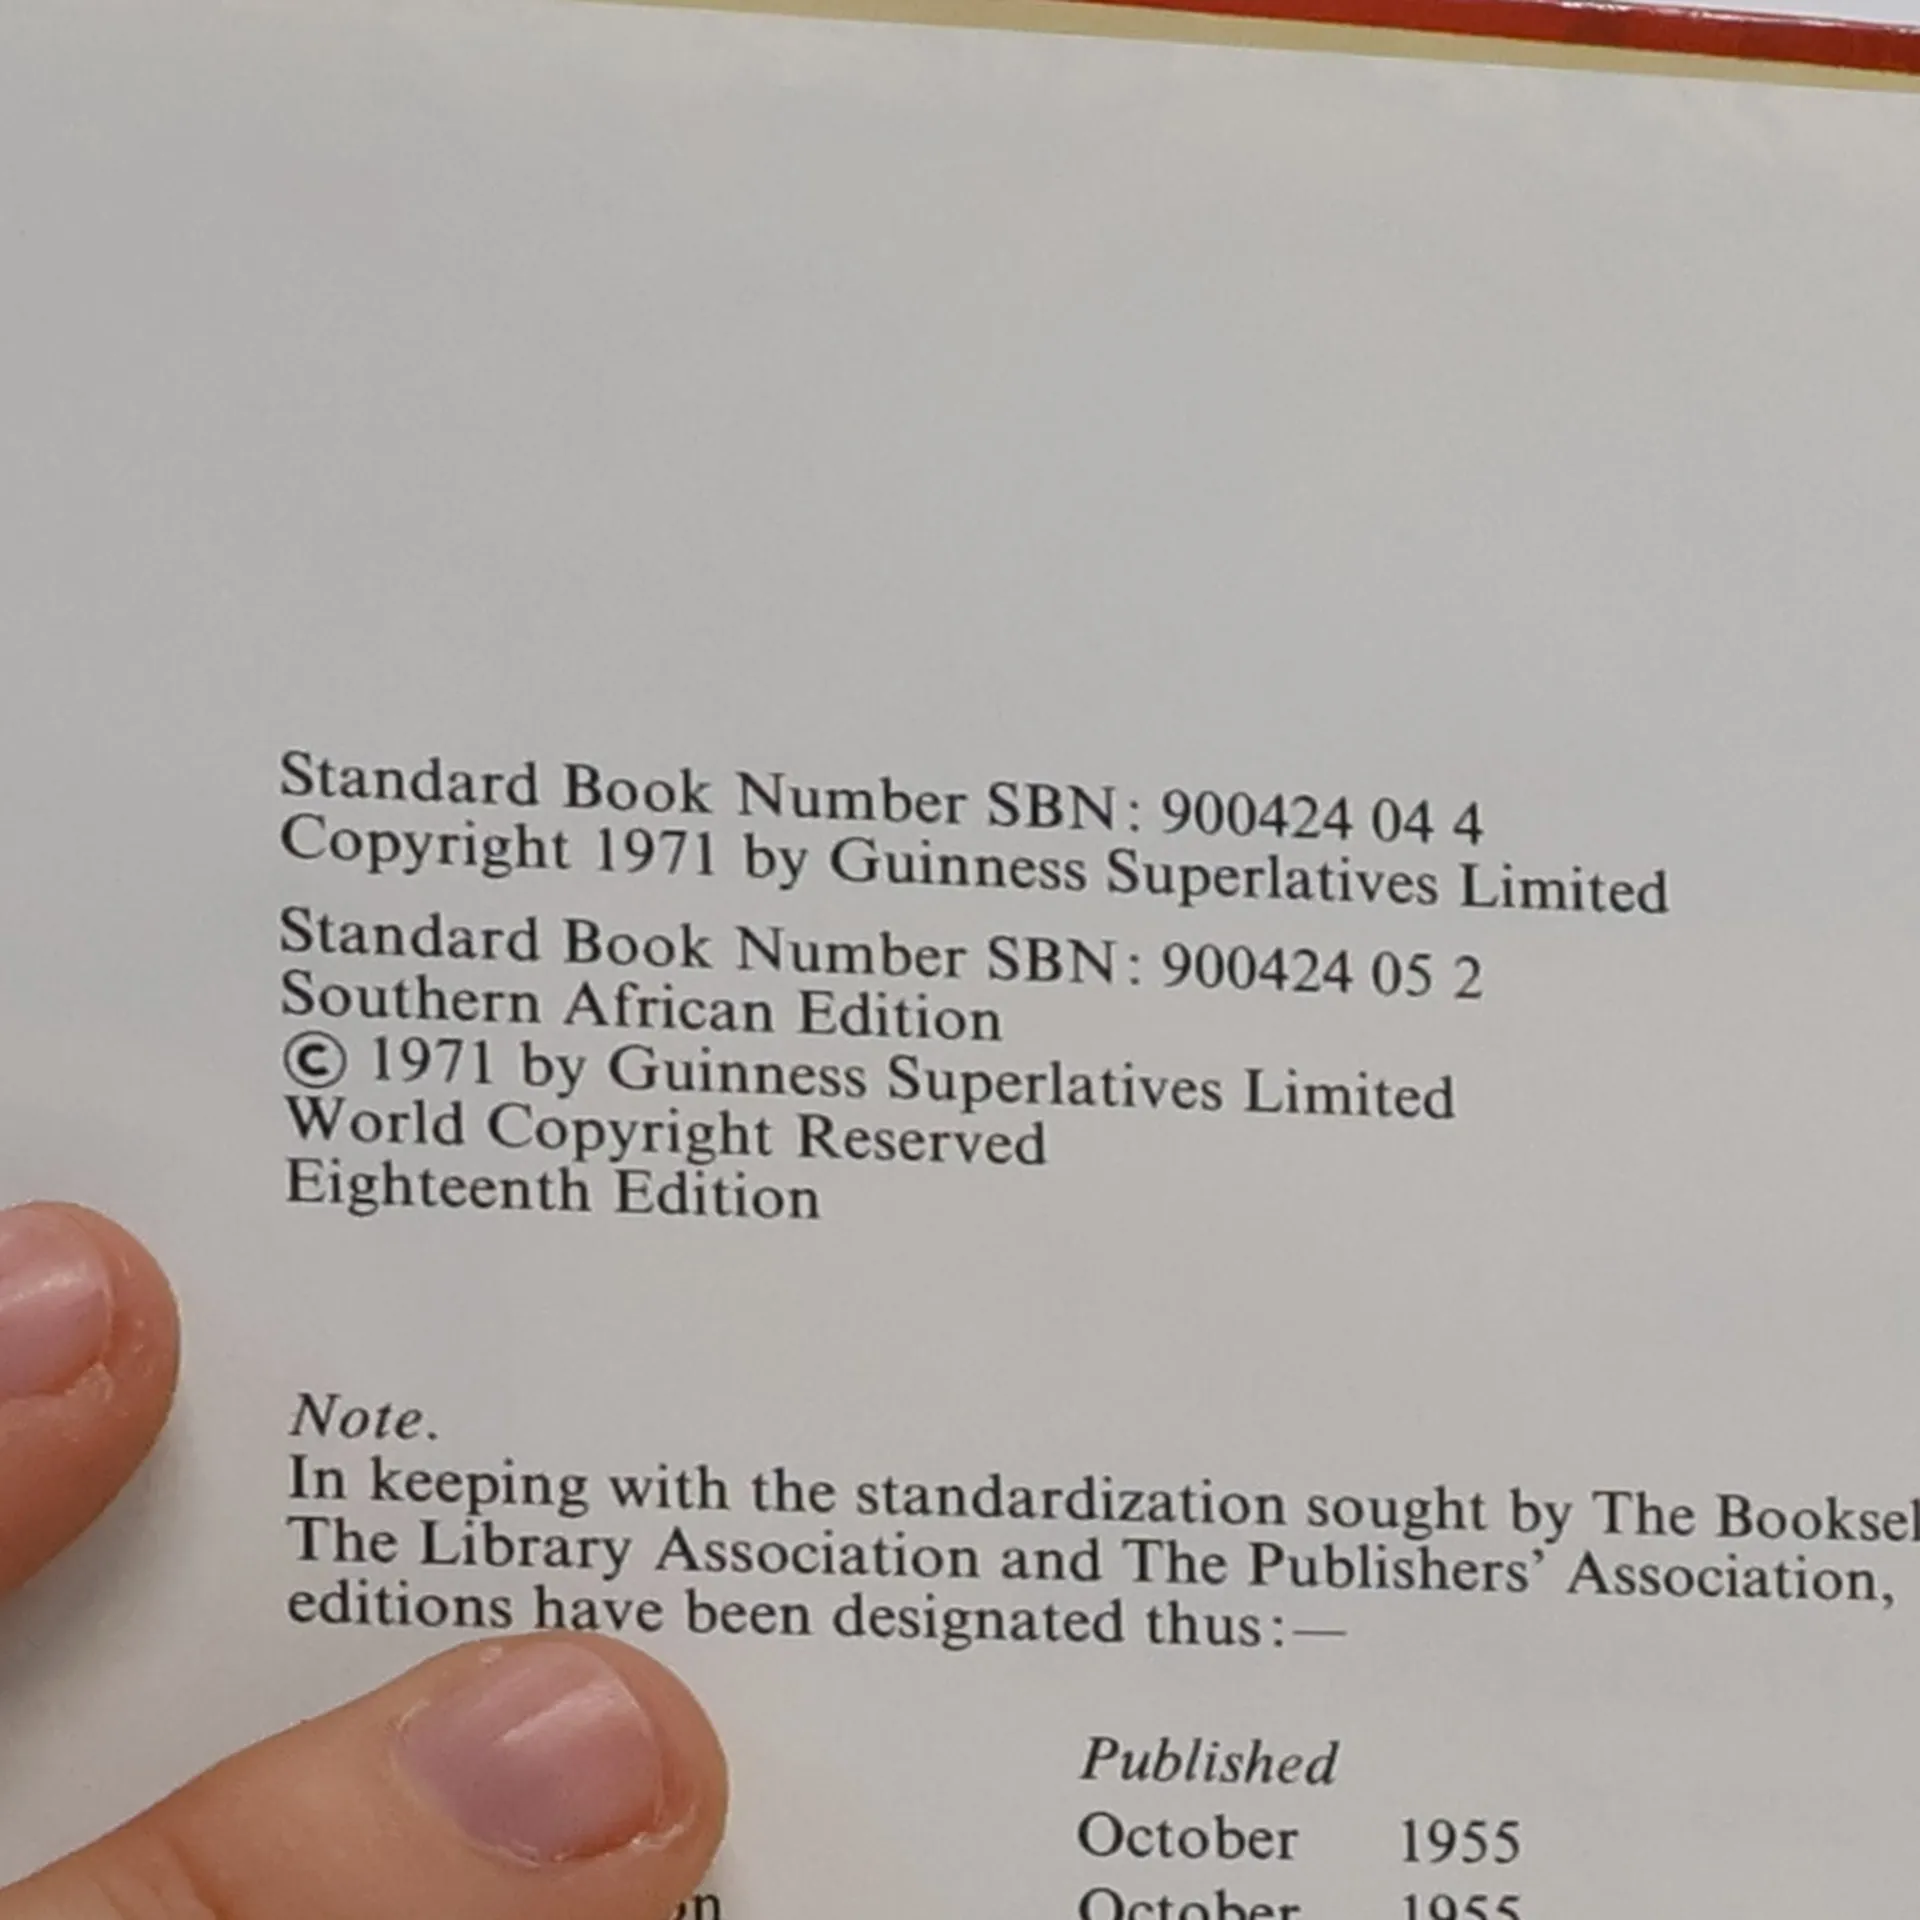 Standard Book Number SBN: 900424 04 4
Copyright 1971 by Guinness Superlatives Limited
Standard Book Number SBN: 900424 05 2
Southern African Edition
© 1971 by Guinness Superlatives Limited
World Copyright Reserved
Eighteenth Edition
Note.
In keeping with the standardization sought by The
The Library Association and The Publishers' Association,
editions have been designated thus:—
Published
October 1955
October 1955